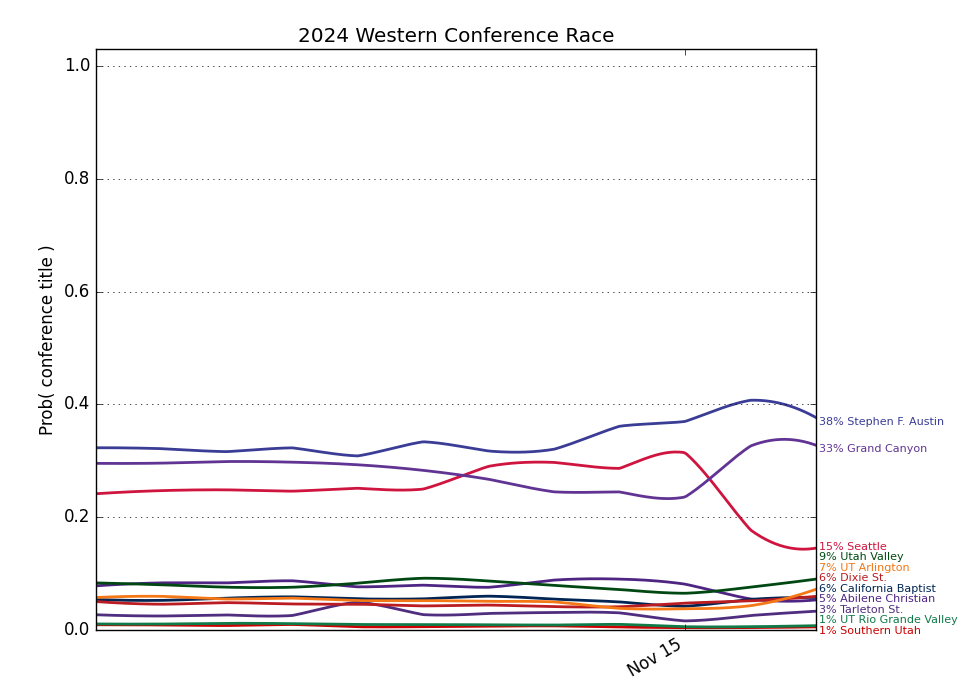 2024 Western Conference Race
Prob( conference title )
1.0
0.8
0.6
0.4
0.2
0.0
Nov 15
38% Stephen F. Austin
33% Grand Canyon
15% Seattle
9% Utah Valley
7% UT Arlington
6% Dixie St.
6% California Baptist
5% Abilene Christian
3% Tarleton St.
1% UT Rio Grande Valley
1% Southern Utah